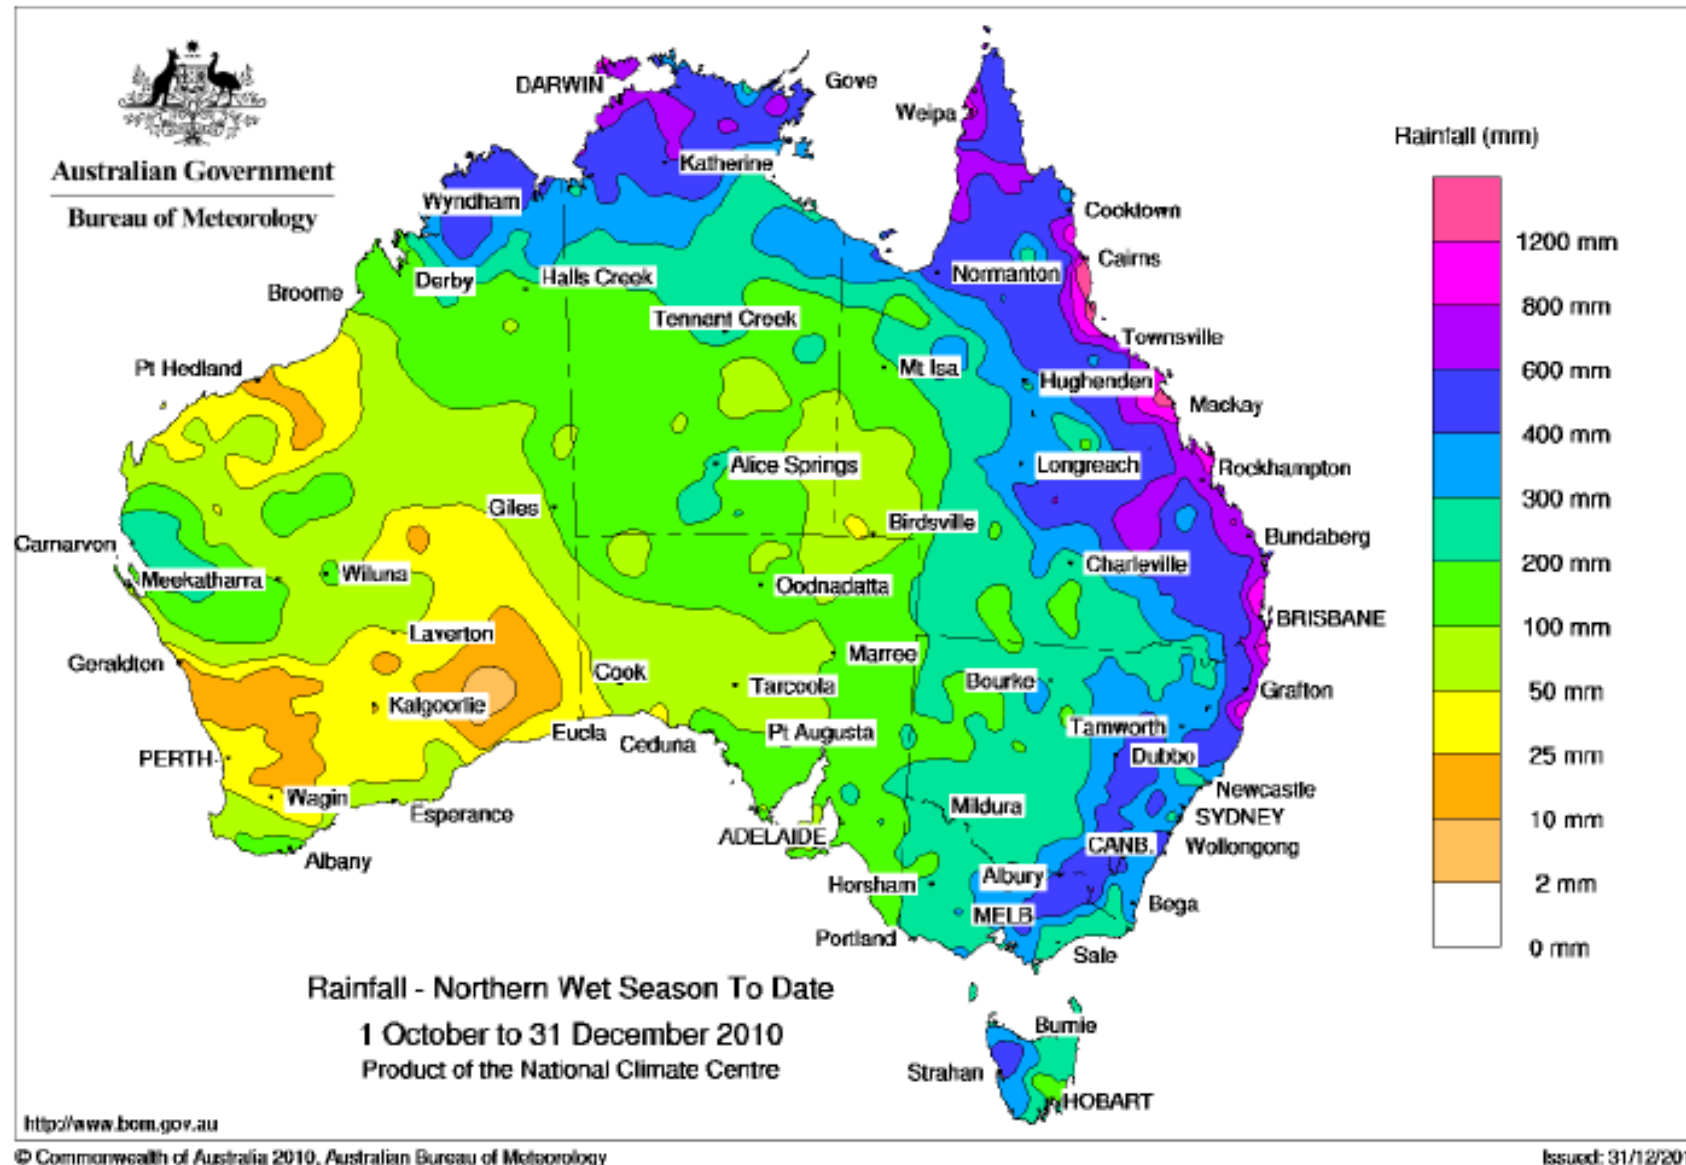 Australian Government
Bureau of Meteorology
DARWIN
Gove
Weipa
Katherine
Wyndham
Cooktown
Cairns
Derby
Halls Creek
Normanton
Broome
Tennant Creek
Townsville
Pt Hedland
Mt Isa
Hughenden
Mackay
Alice Springs
Longreach
Rockhampton
Giles
Birdsville
Bundaberg
Carnarvon
Meekatharra
Wiluna
Oodnadatta
Charleville
BRISBANE
Laverton
Geraldton
Cook
Marree
Tarcoola
Bourke
Grafton
Kalgoorlie
Eucla
Ceduna
Pt Augusta
Tamworth
PERTH
Dubbo
Wagin
Esperance
Newcastle
Mildura
SYDNEY
ADELAIDE
CANB.
Wollongong
Albany
Horsham
Albury
MELB
Bega
Portland
Sale
Burnie
Strahan
HOBART
Rainfall (mm)
1200 mm
800 mm
600 mm
400 mm
300 mm
200 mm
100 mm
50 mm
25 mm
10 mm
2 mm
0 mm
Rainfall - Northern Wet Season To Date
1 October to 31 December 2010
Product of the National Climate Centre
http://www.bom.gov.au
© Commonwealth of Australia 2010, Australian Bureau of Meteorology
Issued: 31/12/201